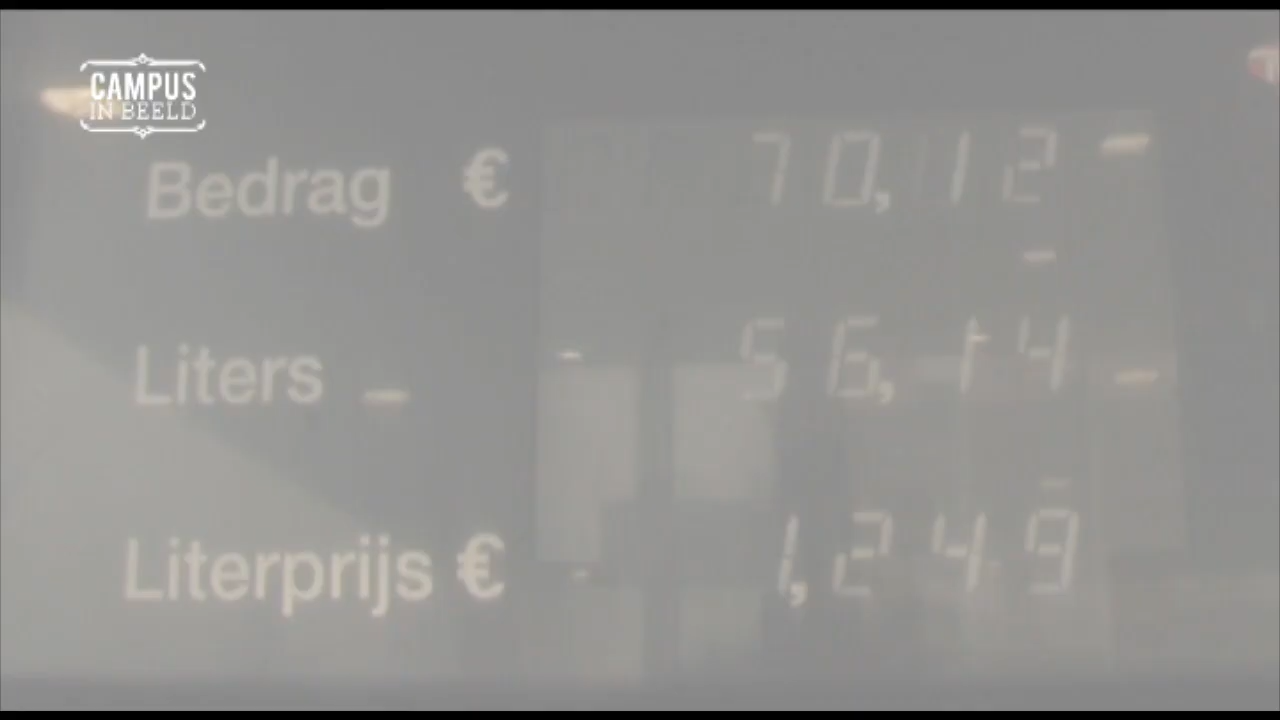 CAMPUS
IN BEELD
Bedrag € 70,12
Liters 56,14
Literprijs € 1,249